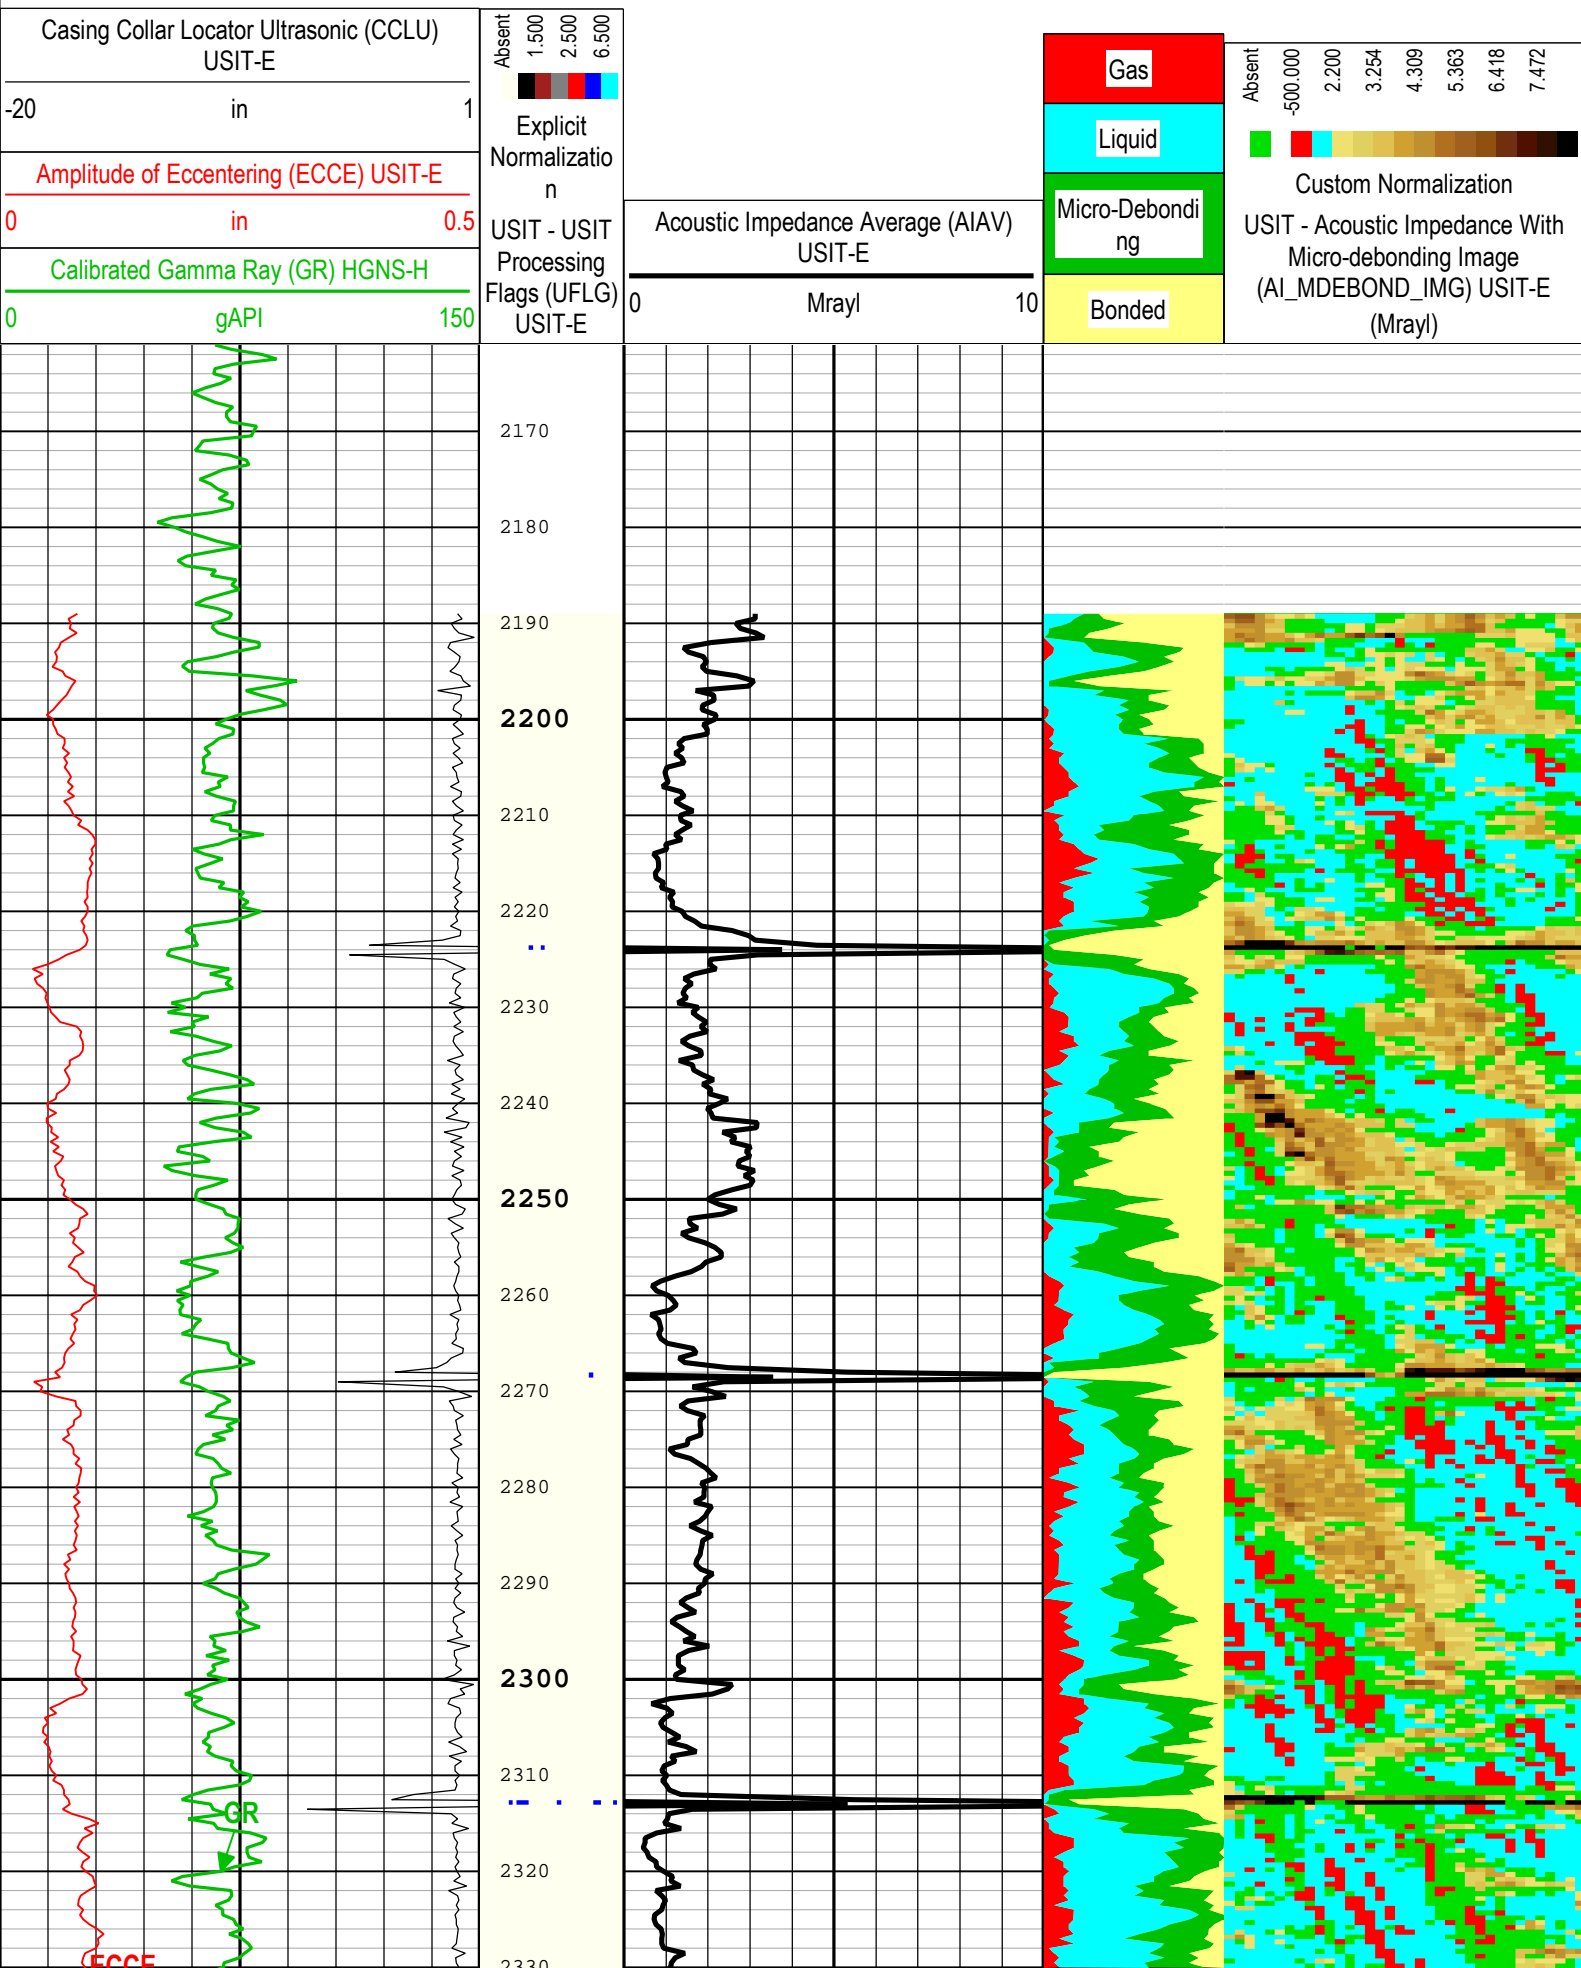 Casing Collar Locator Ultrasonic (CCLU)
USIT-E
-20 in 1
Amplitude of Eccentering (ECCE) USIT-E
0 in 0.5
Calibrated Gamma Ray (GR) HGNS-H
0 gAPI 150
Absent 1.500 2.500 6.500
Explicit
Normalizatio
n
USIT - USIT
Processing
Flags (UFLG)
USIT-E
Acoustic Impedance Average (AIAV)
USIT-E
0 Mrayl 10
Gas
Liquid
Micro-Debondi
ng
Bonded
Absent -500.000 2.200 3.254 4.309 5.363 6.418 7.472
Custom Normalization
USIT - Acoustic Impedance With
Micro-debonding Image
(AI_MDEBOND_IMG) USIT-E
(Mrayl)
2170
2180
2190
2200
2210
2220
2230
2240
2250
2260
2270
2280
2290
2300
2310
GR
2320
ECCE
2330